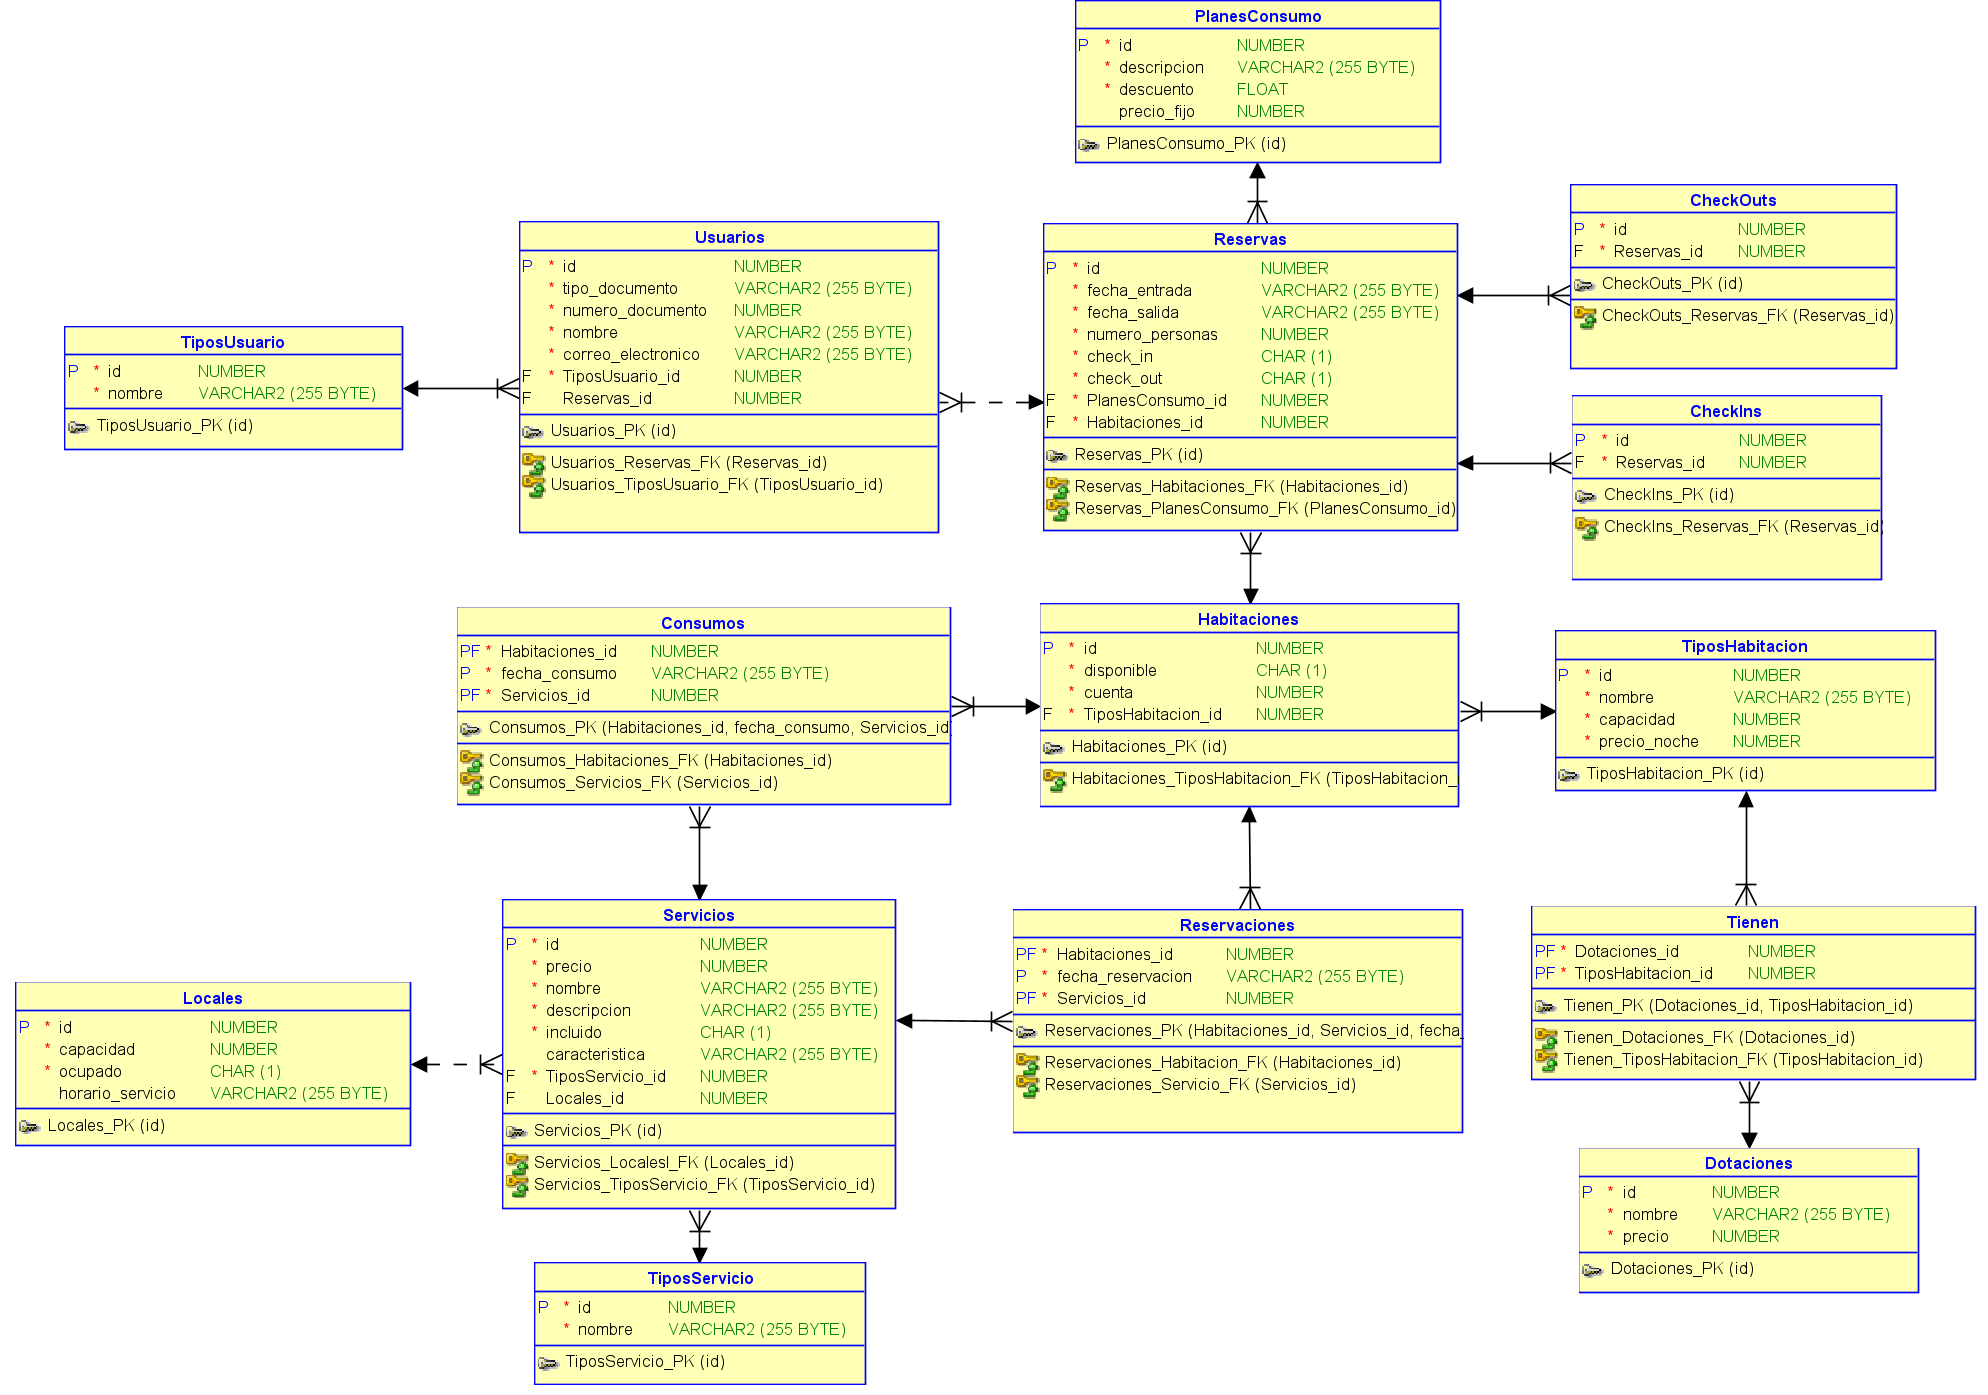 PlanesConsumo
P * id NUMBER
* descripcion VARCHAR2 (255 BYTE)
* descuento FLOAT
precio_fijo NUMBER
PlanesConsumo_PK (id)
CheckOuts
P * id NUMBER
F * Reservas_id NUMBER
CheckOuts_PK (id)
CheckOuts_Reservas_FK (Reservas_id)
Usuarios
P * id NUMBER
* tipo_documento VARCHAR2 (255 BYTE)
* numero_documento NUMBER
* nombre VARCHAR2 (255 BYTE)
* correo_electronico VARCHAR2 (255 BYTE)
F * TiposUsuario_id NUMBER
F Reservas_id NUMBER
Usuarios_PK (id)
Usuarios_Reservas_FK (Reservas_id)
Usuarios_TiposUsuario_FK (TiposUsuario_id)
Reservas
P * id NUMBER
* fecha_entrada VARCHAR2 (255 BYTE)
* fecha_salida VARCHAR2 (255 BYTE)
* numero_personas NUMBER
* check_in CHAR (1)
* check_out CHAR (1)
F * PlanesConsumo_id NUMBER
F * Habitaciones_id NUMBER
Reservas_PK (id)
Reservas_Habitaciones_FK (Habitaciones_id)
Reservas_PlanesConsumo_FK (PlanesConsumo_id)
TiposUsuario
P * id NUMBER
* nombre VARCHAR2 (255 BYTE)
TiposUsuario_PK (id)
CheckIns
P * id NUMBER
F * Reservas_id NUMBER
CheckIns_PK (id)
CheckIns_Reservas_FK (Reservas_id)
Consumos
PF * Habitaciones_id NUMBER
P * fecha_consumo VARCHAR2 (255 BYTE)
PF * Servicios_id NUMBER
Consumos_PK (Habitaciones_id, fecha_consumo, Servicios_id
Consumos_Habitaciones_FK (Habitaciones_id)
Consumos_Servicios_FK (Servicios_id)
Habitaciones
P * id NUMBER
* disponible CHAR (1)
* cuenta NUMBER
F * TiposHabitacion_id NUMBER
Habitaciones_PK (id)
Habitaciones_TiposHabitacion_FK (TiposHabitacion_
TiposHabitacion
P * id NUMBER
* nombre VARCHAR2 (255 BYTE)
* capacidad NUMBER
* precio_noche NUMBER
TiposHabitacion_PK (id)
Servicios
P * id NUMBER
* precio NUMBER
* nombre VARCHAR2 (255 BYTE)
* descripcion VARCHAR2 (255 BYTE)
* incluido CHAR (1)
caracteristica VARCHAR2 (255 BYTE)
F * TiposServicio_id NUMBER
F Locales_id NUMBER
Servicios_PK (id)
Servicios_Localesl_FK (Locales_id)
Servicios_TiposServicio_FK (TiposServicio_id)
Reservaciones
PF * Habitaciones_id NUMBER
P * fecha_reservacion VARCHAR2 (255 BYTE)
PF * Servicios_id NUMBER
Reservaciones_PK (Habitaciones_id, Servicios_id, fecha_
Reservaciones_Habitacion_FK (Habitaciones_id)
Reservaciones_Servicio_FK (Servicios_id)
Tienen
PF * Dotaciones_id NUMBER
PF * TiposHabitacion_id NUMBER
Tienen_PK (Dotaciones_id, TiposHabitacion_id)
Tienen_Dotaciones_FK (Dotaciones_id)
Tienen_TiposHabitacion_FK (TiposHabitacion_id)
Locales
P * id NUMBER
* capacidad NUMBER
* ocupado CHAR (1)
horario_servicio VARCHAR2 (255 BYTE)
Locales_PK (id)
Dotaciones
P * id NUMBER
* nombre VARCHAR2 (255 BYTE)
* precio NUMBER
Dotaciones_PK (id)
TiposServicio
P * id NUMBER
* nombre VARCHAR2 (255 BYTE)
TiposServicio_PK (id)